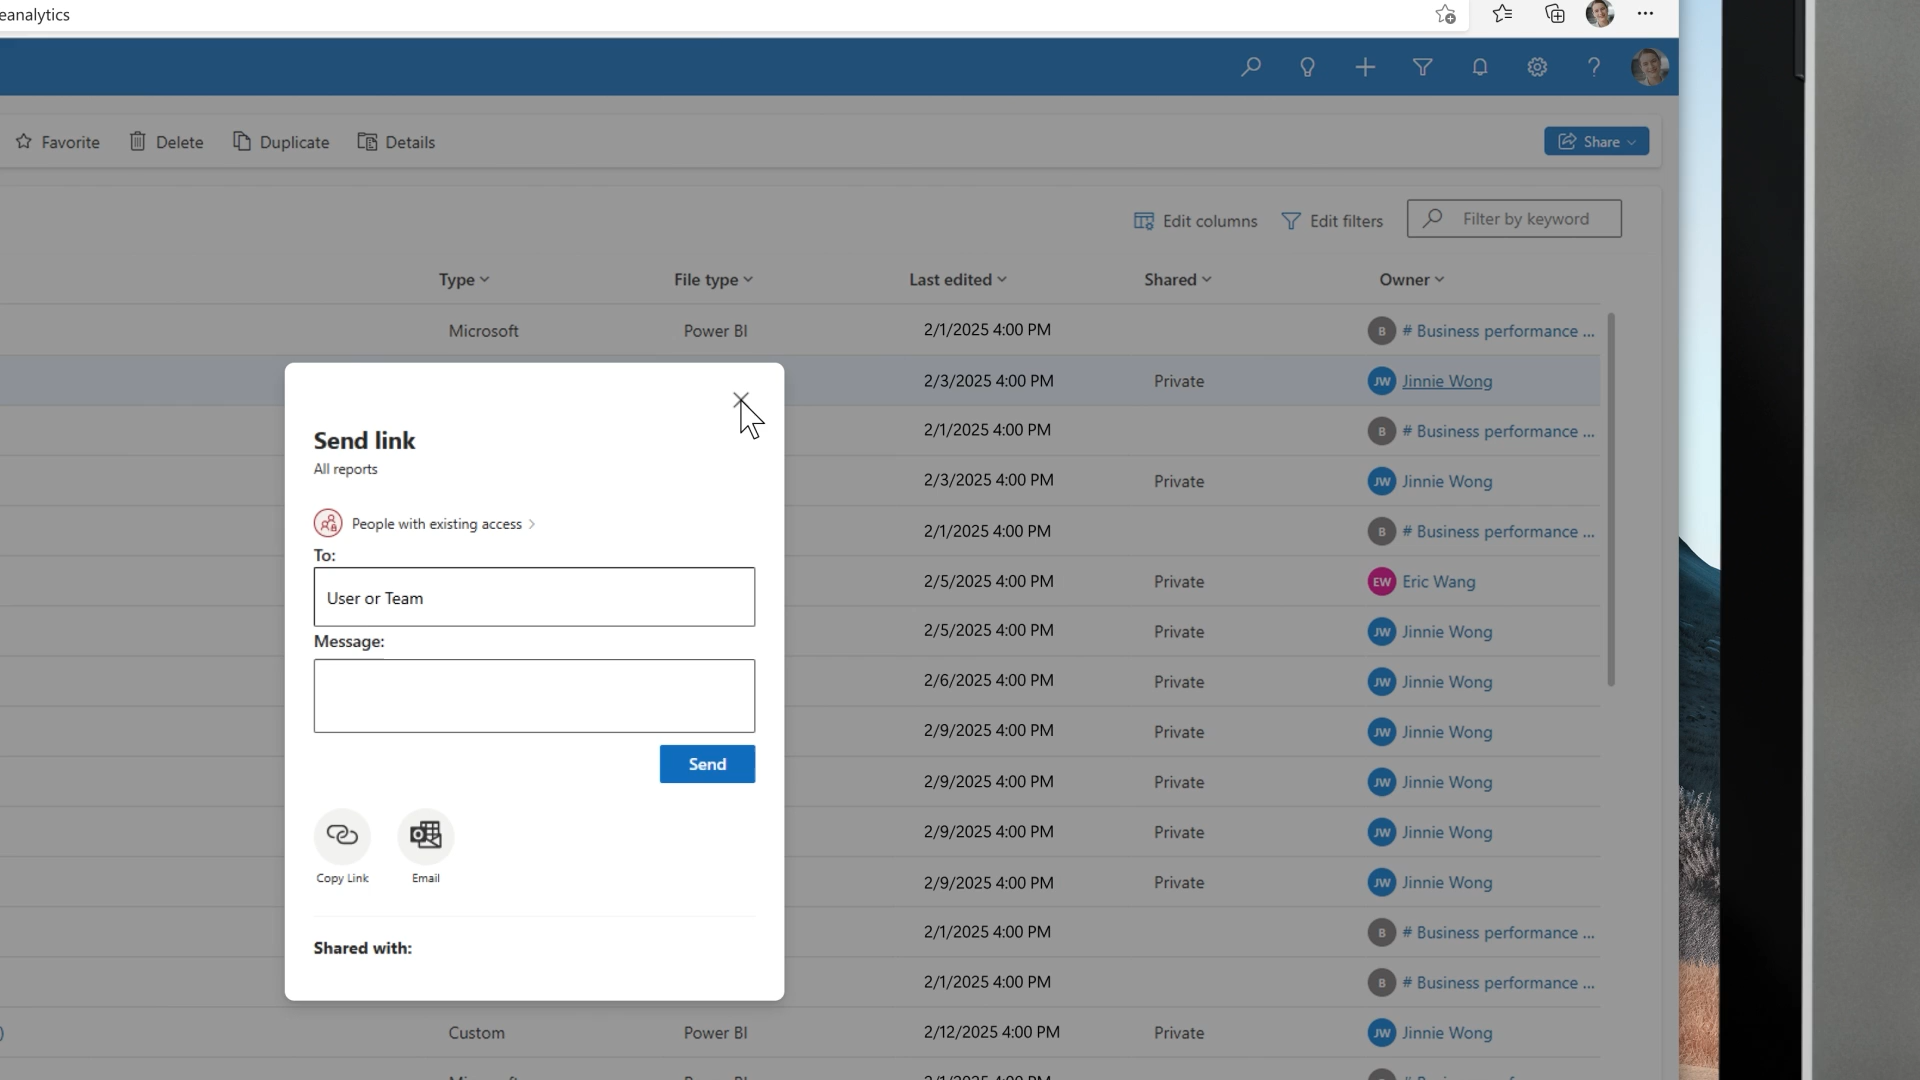 eanalytics
Favorite Delete Duplicate Details Share
Edit columns Edit filters Filter by keyword
Type File type Last edited Shared Owner
Microsoft Power BI 2/1/2025 4:00 PM B # Business performance ...
2/3/2025 4:00 PM Private JW Jinnie Wong
2/1/2025 4:00 PM B # Business performance ...
2/3/2025 4:00 PM Private JW Jinnie Wong
2/1/2025 4:00 PM B # Business performance ...
2/5/2025 4:00 PM Private EW Eric Wang
2/5/2025 4:00 PM Private JW Jinnie Wong
2/6/2025 4:00 PM Private JW Jinnie Wong
2/9/2025 4:00 PM Private JW Jinnie Wong
2/9/2025 4:00 PM Private JW Jinnie Wong
2/9/2025 4:00 PM Private JW Jinnie Wong
2/9/2025 4:00 PM Private JW Jinnie Wong
2/1/2025 4:00 PM B # Business performance ...
2/1/2025 4:00 PM B # Business performance ...
) Custom Power BI 2/12/2025 4:00 PM Private JW Jinnie Wong
Send link
All reports
People with existing access
To:
User or Team
Message:
Send
Copy Link Email
Shared with: